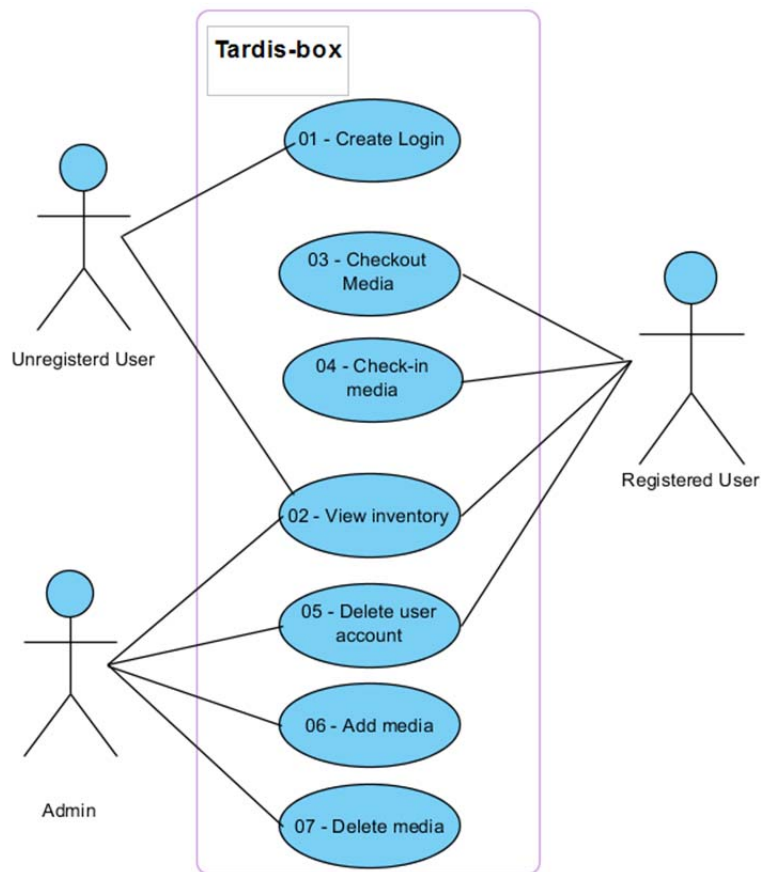 Tardis-box
01 - Create Login
03 - Checkout
Media
04 - Check-in
media
Unregisterd User
Registered User
02 - View inventory
05 - Delete user
account
06 - Add media
Admin
07 - Delete media